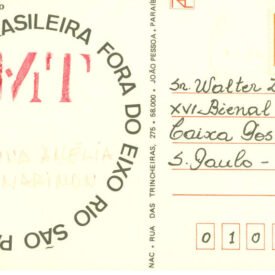 ASILEIRA FORA DO EIXO RIO SÃO P
MT
NAC • RUA DAS TRINCHEIRAS, 275 • 58.000 • JOÃO PESSOA, PARAÍB
Sr. Walter
XVI. Bienal
Caixa Pos
S. Paulo -
0 1 0